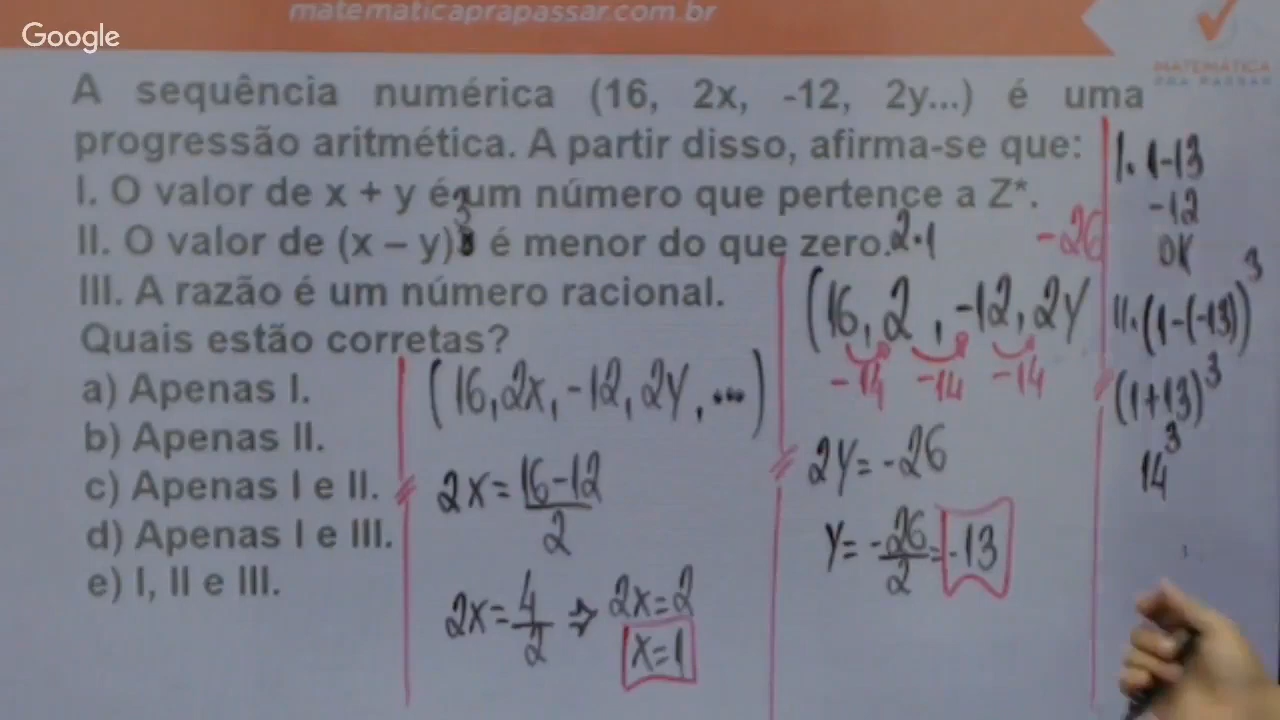 matematicaprapassar.com.br
Google
MATEMÁTICA
PRA PASSAR
A sequência numérica (16, 2x, -12, 2y...) é uma
progressão aritmética. A partir disso, afirma-se que:
I. O valor de x + y é um número que pertence a Z*.
II. O valor de (x – y)³ é menor do que zero.
III. A razão é um número racional.
Quais estão corretas?
a) Apenas I.
b) Apenas II.
c) Apenas I e II.
d) Apenas I e III.
e) I, II e III.
(16, 2x, -12, 2y, ...)
2x = 16-12
2
2x = 4/2 ⇒ 2x = 2
x = 1
2·1
-26
(16, 2, -12, 2y
-14 -14 -14
2y = -26
y = -26/2 = -13
I. 1-13
-12
OK
II. (1-(-13))³
(1+13)³
14³